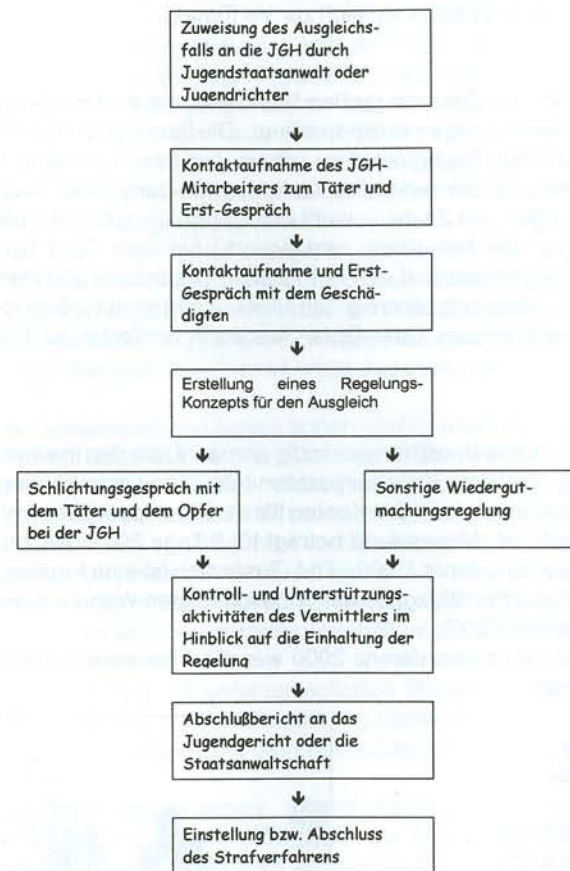 Zuweisung des Ausgleichs-
falls an die JGH durch
Jugendstaatsanwalt oder
Jugendrichter
Kontaktaufnahme des JGH-
Mitarbeiters zum Täter und
Erst-Gespräch
Kontaktaufnahme und Erst-
Gespräch mit dem Geschä-
digten
Erstellung eines Regelungs-
Konzepts für den Ausgleich
Schlichtungsgespräch mit
dem Täter und dem Opfer
bei der JGH
Sonstige Wiedergut-
machungsregelung
Kontroll- und Unterstützungs-
aktivitäten des Vermittlers im
Hinblick auf die Einhaltung der
Regelung
Abschlußbericht an das
Jugendgericht oder die
Staatsanwaltschaft
Einstellung bzw. Abschluss
des Strafverfahrens